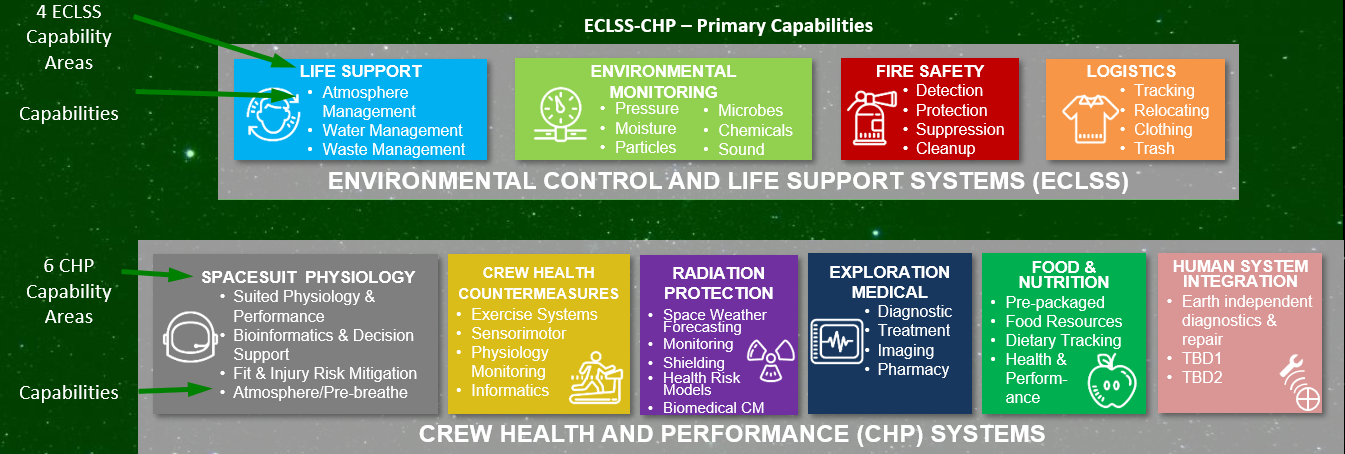 4 ECLSS
Capability
Areas
Capabilities
ECLSS-CHP – Primary Capabilities
LIFE SUPPORT
• Atmosphere
Management
• Water Management
• Waste Management
ENVIRONMENTAL
MONITORING
• Pressure
• Moisture
• Particles
• Microbes
• Chemicals
• Sound
FIRE SAFETY
• Detection
• Protection
• Suppression
• Cleanup
LOGISTICS
• Tracking
• Relocating
• Clothing
• Trash
ENVIRONMENTAL CONTROL AND LIFE SUPPORT SYSTEMS (ECLSS)
6 CHP
Capability
Areas
Capabilities
SPACESUIT PHYSIOLOGY
• Suited Physiology &
Performance
• Bioinformatics & Decision
Support
• Fit & Injury Risk Mitigation
• Atmosphere/Pre-breathe
CREW HEALTH
COUNTERMEASURES
• Exercise Systems
• Sensorimotor
• Physiology
Monitoring
• Informatics
RADIATION
PROTECTION
• Space Weather
Forecasting
• Monitoring
• Shielding
• Health Risk
Models
• Biomedical CM
EXPLORATION
MEDICAL
• Diagnostic
• Treatment
• Imaging
• Pharmacy
FOOD &
NUTRITION
• Pre-packaged
• Food Resources
• Dietary Tracking
• Health &
Perform-
ance
HUMAN SYSTEM
INTEGRATION
• Earth independent
diagnostics &
repair
• TBD1
• TBD2
CREW HEALTH AND PERFORMANCE (CHP) SYSTEMS